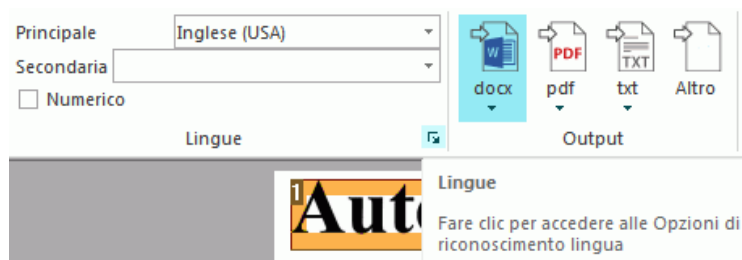 Principale Inglese (USA)
Secondaria
Numerico
Lingue
W
PDF
TXT
docx pdf txt Altro
Output
1
Lingue
Fare clic per accedere alle Opzioni di
riconoscimento lingua